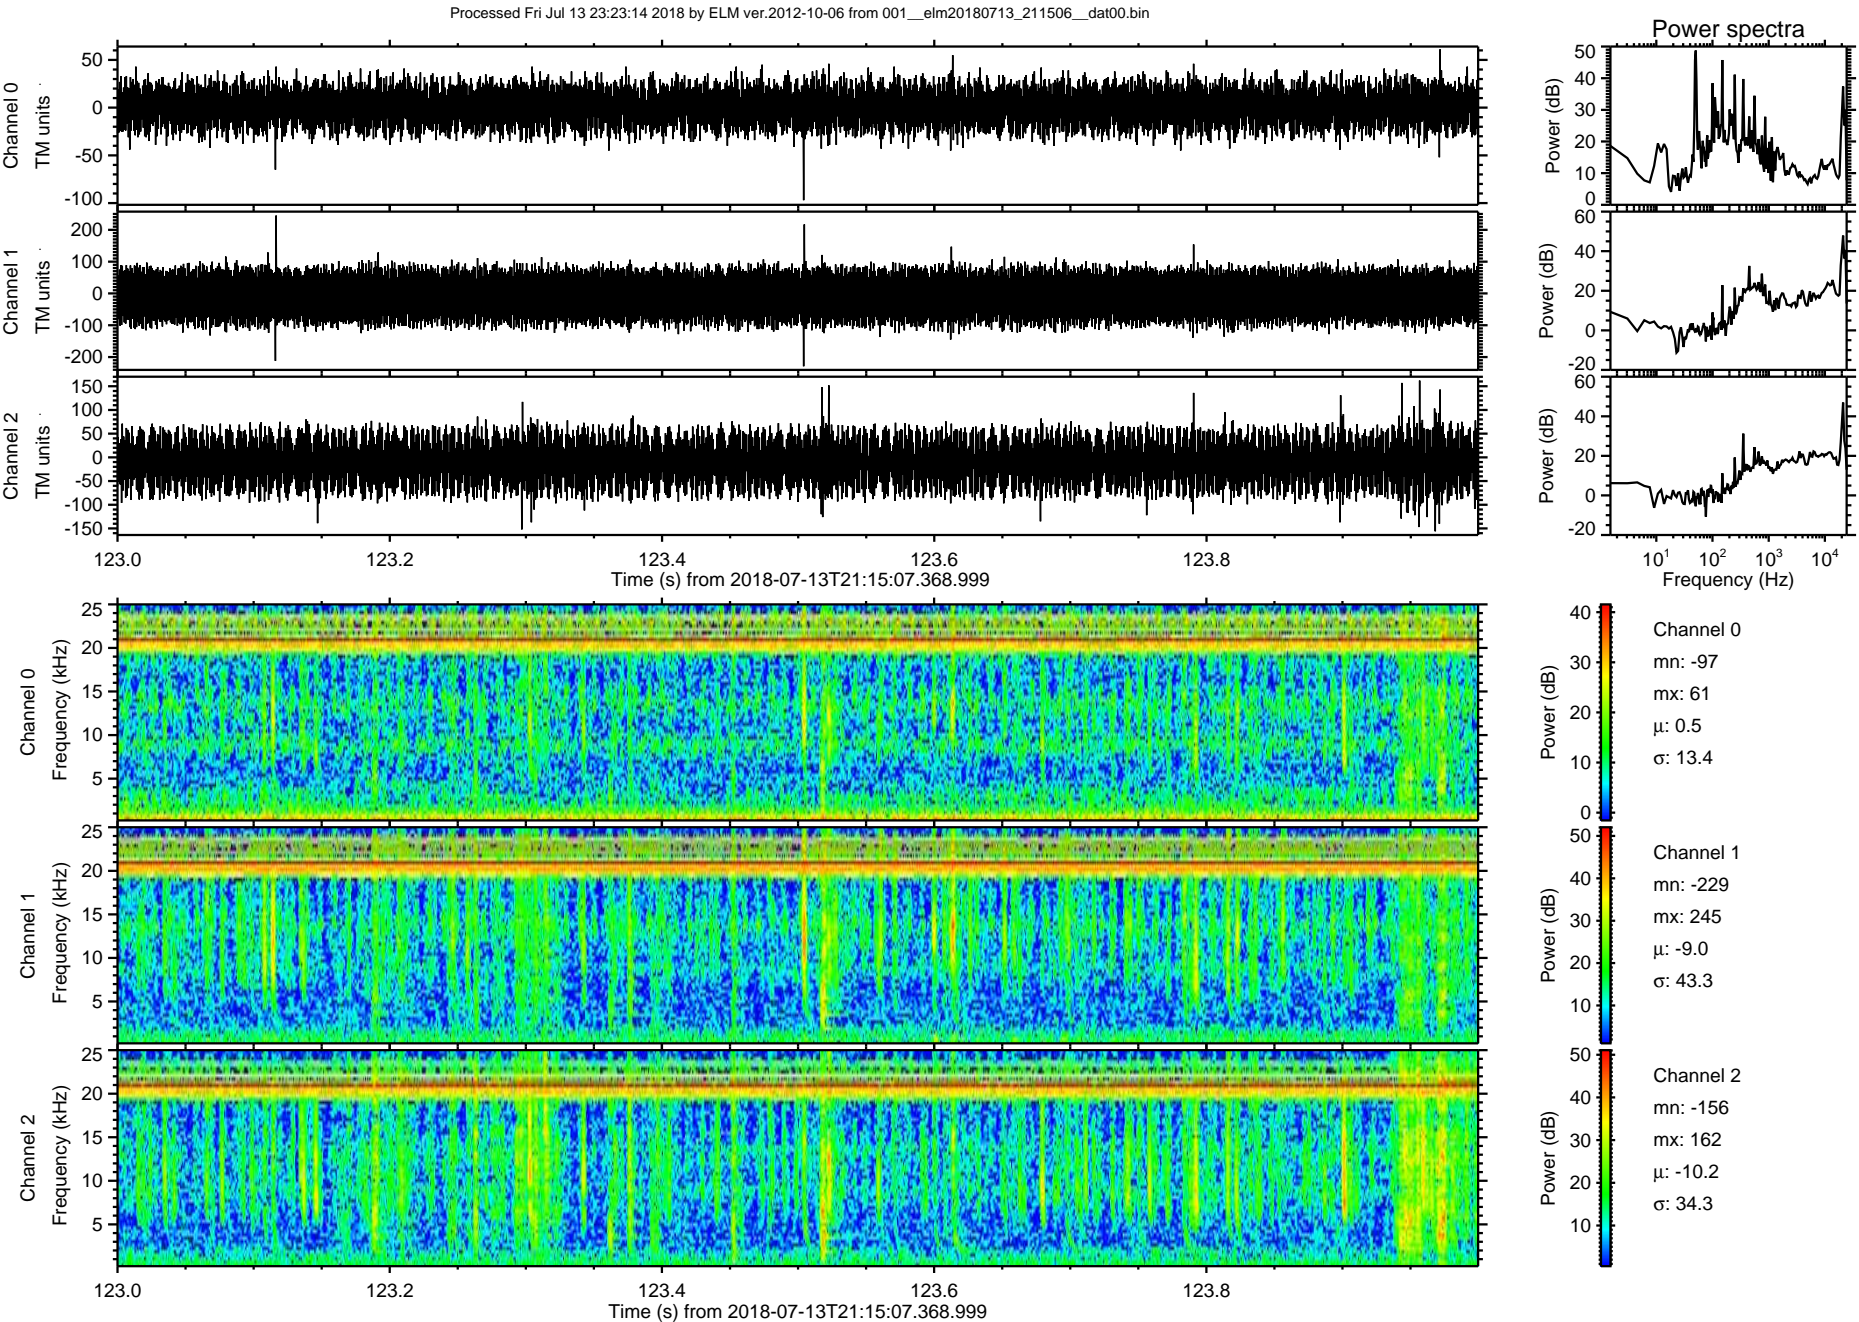 Processed Fri Jul 13 23:23:14 2018 by ELM ver.2012-10-06 from 001__elm20180713_211506__dat00.bin
Power spectra
Channel 0
TM units
50
0
-50
-100
Power (dB)
50
40
30
20
10
0
Channel 1
TM units
200
100
0
-100
-200
Power (dB)
60
40
20
0
-20
Channel 2
TM units
150
100
50
0
-50
-100
-150
Power (dB)
60
40
20
0
-20
123.0 123.2 123.4 123.6 123.8
Time (s) from 2018-07-13T21:15:07.368.999
10^1 10^2 10^3 10^4
Frequency (Hz)
Channel 0
Frequency (kHz)
25
20
15
10
5
Power (dB)
40
30
20
10
0
Channel 0
mn: -97
mx: 61
μ: 0.5
σ: 13.4
Channel 1
Frequency (kHz)
25
20
15
10
5
Power (dB)
50
40
30
20
10
Channel 1
mn: -229
mx: 245
μ: -9.0
σ: 43.3
Channel 2
Frequency (kHz)
25
20
15
10
5
Power (dB)
50
40
30
20
10
Channel 2
mn: -156
mx: 162
μ: -10.2
σ: 34.3
123.0 123.2 123.4 123.6 123.8
Time (s) from 2018-07-13T21:15:07.368.999